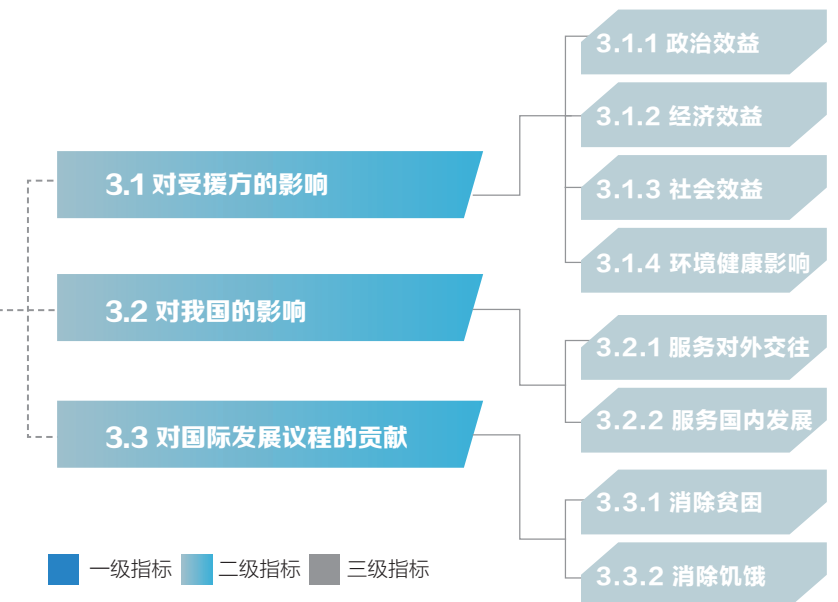 3.1 对受援方的影响
3.1.1 政治效益
3.1.2 经济效益
3.1.3 社会效益
3.1.4 环境健康影响
3.2 对我国的影响
3.2.1 服务对外交往
3.2.2 服务国内发展
3.3 对国际发展议程的贡献
3.3.1 消除贫困
3.3.2 消除饥饿
一级指标
二级指标
三级指标